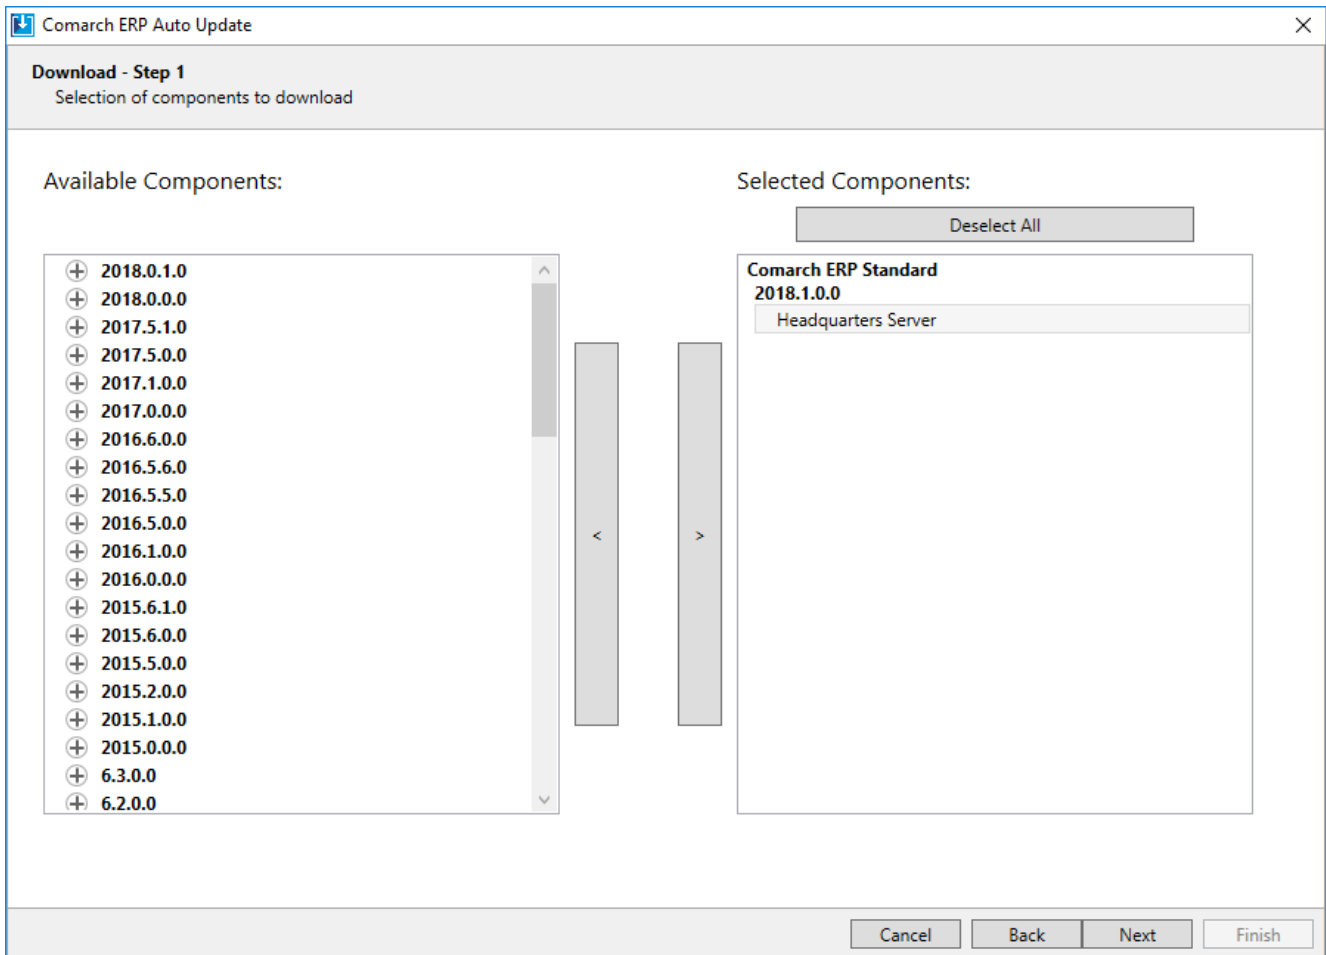 Comarch ERP Auto Update
Download - Step 1
Selection of components to download
Available Components:
2018.0.1.0
2018.0.0.0
2017.5.1.0
2017.5.0.0
2017.1.0.0
2017.0.0.0
2016.6.0.0
2016.5.6.0
2016.5.5.0
2016.5.0.0
2016.1.0.0
2016.0.0.0
2015.6.1.0
2015.6.0.0
2015.5.0.0
2015.2.0.0
2015.1.0.0
2015.0.0.0
6.3.0.0
6.2.0.0
<
>
Selected Components:
Deselect All
Comarch ERP Standard
2018.1.0.0
Headquarters Server
Cancel
Back
Next
Finish